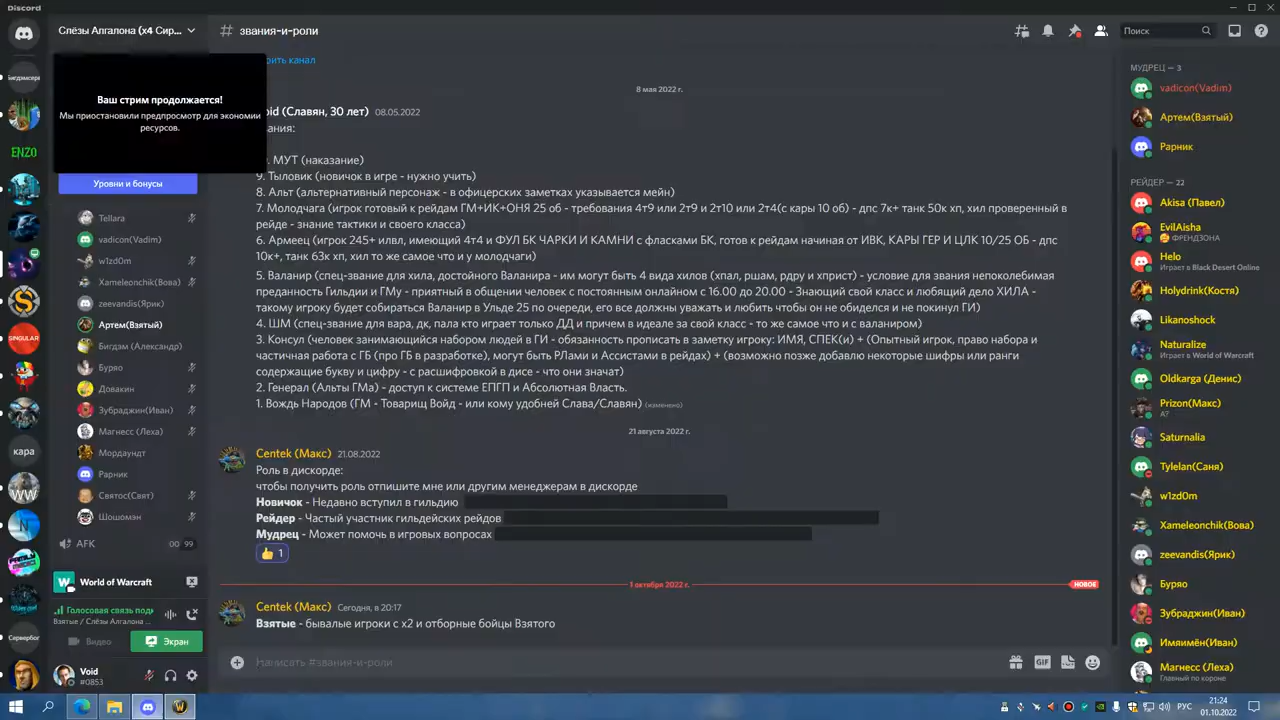 Discord
Слёзы Алгалона (x4 Сир...
# звания-и-роли
Поиск
Ваш стрим продолжается!
Мы приостановили предпросмотр для экономии
ресурсов.
Уровни и бонусы
Tellara
vadicon(Vadim)
w1zd0m
Xameleonchik(Вова)
zeevandis(Ярик)
Артем(Взятый)
Бигдэм (Александр)
Буряо
Довакин
Зубраджин(Иван)
Магнесс (Леха)
Мордаундт
Рарник
Святос(Свят)
Шошомэн
AFK
00 99
World of Warcraft
Голосовая связь подк
Взятые / Слёзы Алгалона ...
Видео
Экран
Void
#0853
ENZO
SINGULAR
кара
Сервербог
ить канал
8 мая 2022 г.
oid (Славян, 30 лет) 08.05.2022
ания:
. МУТ (наказание)
9. Тыловик (новичок в игре - нужно учить)
8. Альт (альтернативный персонаж - в офицерских заметках указывается мейн)
7. Молодчага (игрок готовый к рейдам ГМ+ИК+ОНЯ 25 об - требования 4т9 или 2т9 и 2т10 или 2т4(с кары 10 об) - дпс 7к+ танк 50к хп, хил проверенный в
рейде - знание тактики и своего класса)
6. Армеец (игрок 245+ илвл, имеющий 4т4 и ФУЛ БК ЧАРКИ И КАМНИ с фласками БК, готов к рейдам начиная от ИВК, КАРЫ ГЕР И ЦЛК 10/25 ОБ - дпс
10к+, танк 63к хп, хил то же самое что и у молодчаги)
5. Валанир (спец-звание для хила, достойного Валанира - им могут быть 4 вида хилов (хпал, ршам, рдру и хприст) - условие для звания непоколебимая
преданность Гильдии и ГМу - приятный в общении человек с постоянным онлайном с 16.00 до 20.00 - Знающий свой класс и любящий дело ХИЛА -
такому игроку будет собираться Валанир в Ульде 25 по очереди, его все должны уважать и любить чтобы он не обиделся и не покинул ГИ)
4. ШМ (спец-звание для вара, дк, пала кто играет только ДД и причем в идеале за свой класс - то же самое что и с валаниром)
3. Консул (человек занимающийся набором людей в ГИ - обязанность прописать в заметку игроку: ИМЯ, СПЕК(и) + (Опытный игрок, право набора и
частичная работа с ГБ (про ГБ в разработке), могут быть РЛами и Ассистами в рейдах) + (возможно позже добавлю некоторые шифры или ранги
содержащие букву и цифру - с расшифровкой в дисе - что они значат)
2. Генерал (Альты ГМа) - доступ к системе ЕПГП и Абсолютная Власть.
1. Вождь Народов (ГМ - Товарищ Войд - или кому удобней Слава/Славян) (изменено)
21 августа 2022 г.
Centek (Макс) 21.08.2022
Роль в дискорде:
чтобы получить роль отпишите мне или другим менеджерам в дискорде
Новичок - Недавно вступил в гильдию
Рейдер - Частый участник гильдейских рейдов
Мудрец - Может помочь в игровых вопросах
1
1 октября 2022 г.
НОВОЕ
Centek (Макс) Сегодня, в 20:17
Взятые - бывалые игроки с x2 и отборные бойцы Взятого
Написать #звания-и-роли
GIF
МУДРЕЦ — 3
vadicon(Vadim)
Артем(Взятый)
Рарник
РЕЙДЕР — 22
Akisa (Павел)
EvilAisha
ФРЕНДЗОНА
Helo
Играет в Black Desert Online
Holydrink(Костя)
Likanoshock
Naturalize
Играет в World of Warcraft
Oldkarga (Денис)
Prizon(Макс)
А?
Saturnalia
Tylelan(Саня)
w1zd0m
Xameleonchik(Вова)
zeevandis(Ярик)
Буряо
Зубраджин(Иван)
Имяимён(Иван)
Магнесс (Леха)
Главный по короне
РУС
21:24
01.10.2022